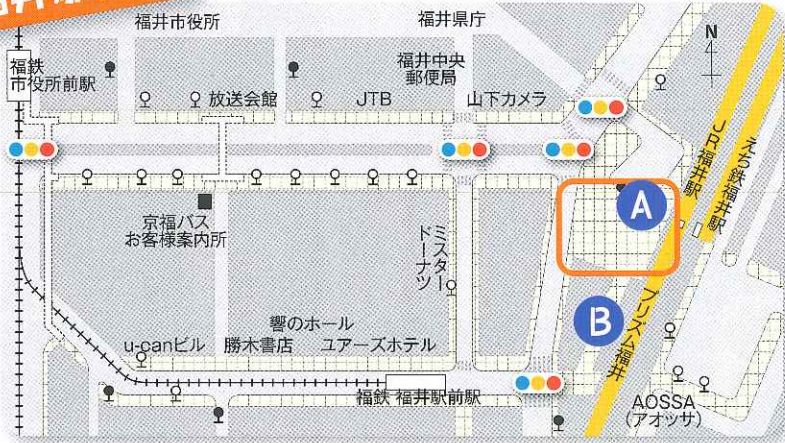 福井市役所
福井県庁
N
福鉄
市役所前駅
福井中央
郵便局
放送会館
JTB
山下カメラ
JR福井駅
えち鉄福井駅
A
京福バス
お客様案内所
ミスター
ドーナツ
B
プリズム福井
響のホール
u-canビル
勝木書店
ユアーズホテル
福鉄 福井駅前駅
AOSSA
(アオッサ)